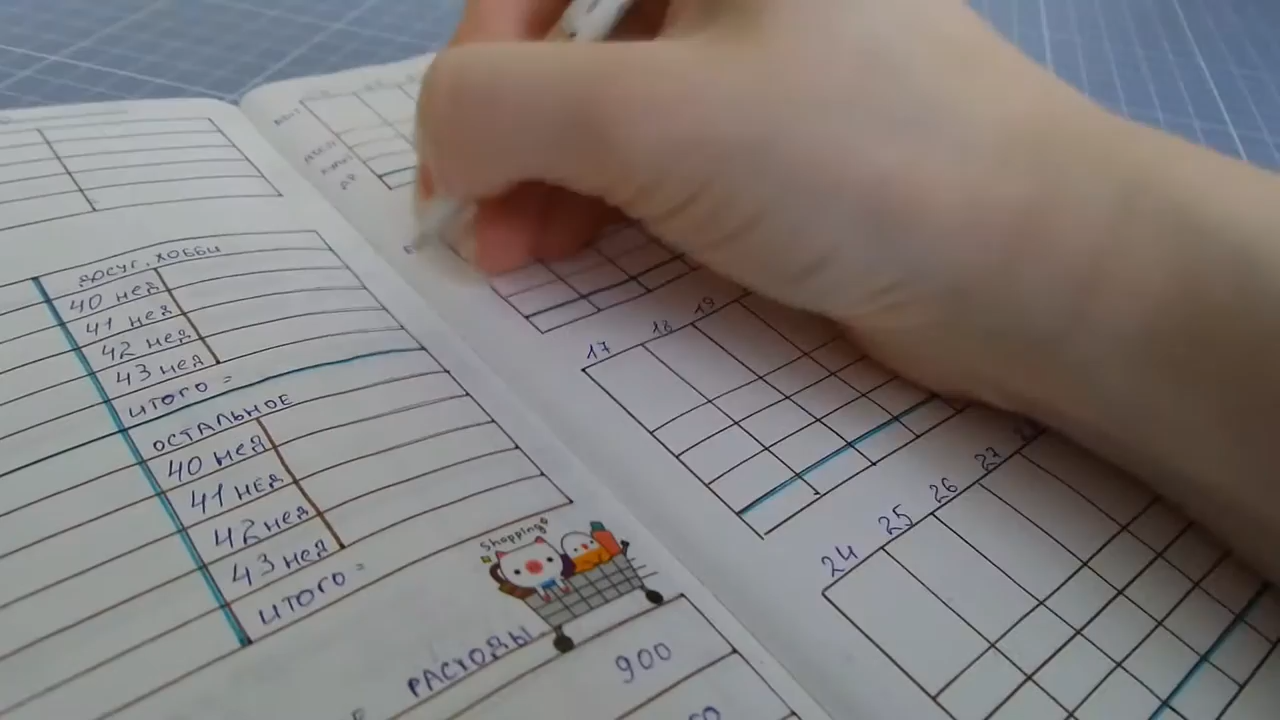 ДОСУГ, ХОББИ
40 нед
41 нед
42 нед
43 нед
ИТОГО =
ОСТАЛЬНОЕ
40 нед
41 нед
42 нед
43 нед
ИТОГО =
Shopping
РАСХОДЫ
900
17 18 19
24 25 26 27